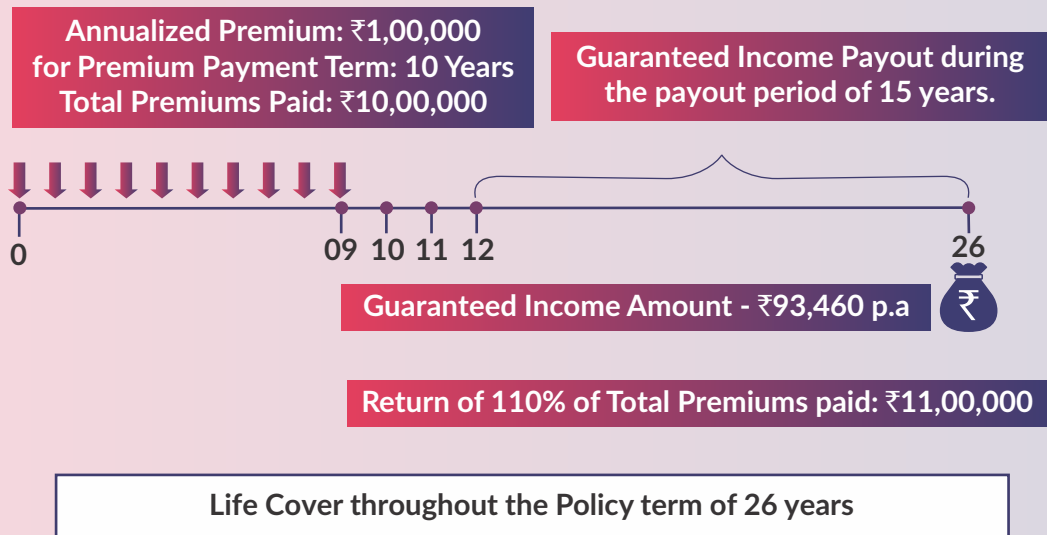 Annualized Premium: ₹1,00,000
for Premium Payment Term: 10 Years
Total Premiums Paid: ₹10,00,000
Guaranteed Income Payout during
the payout period of 15 years.
0 09 10 11 12 26
₹
Guaranteed Income Amount - ₹93,460 p.a
Return of 110% of Total Premiums paid: ₹11,00,000
Life Cover throughout the Policy term of 26 years